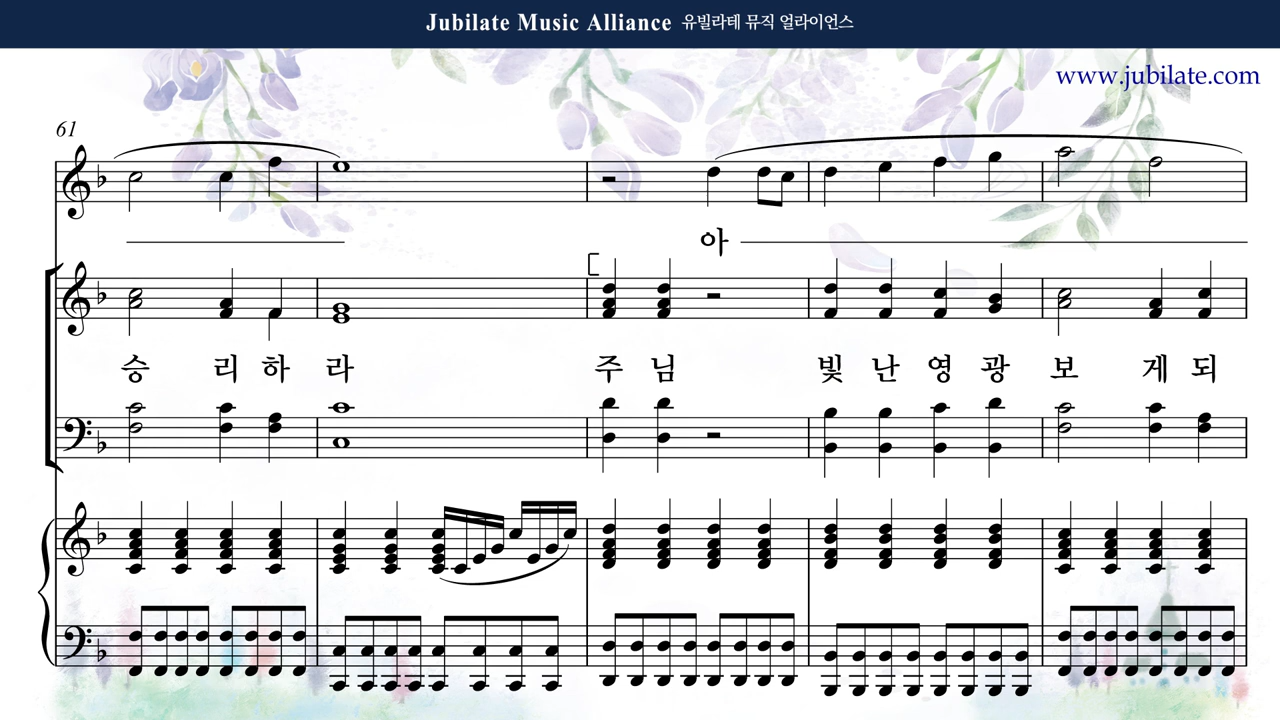 Jubilate Music Alliance 유빌라테 뮤직 얼라이언스
www.jubilate.com
61
아
승 리 하 라 주 님 빛 난 영 광 보 게 되